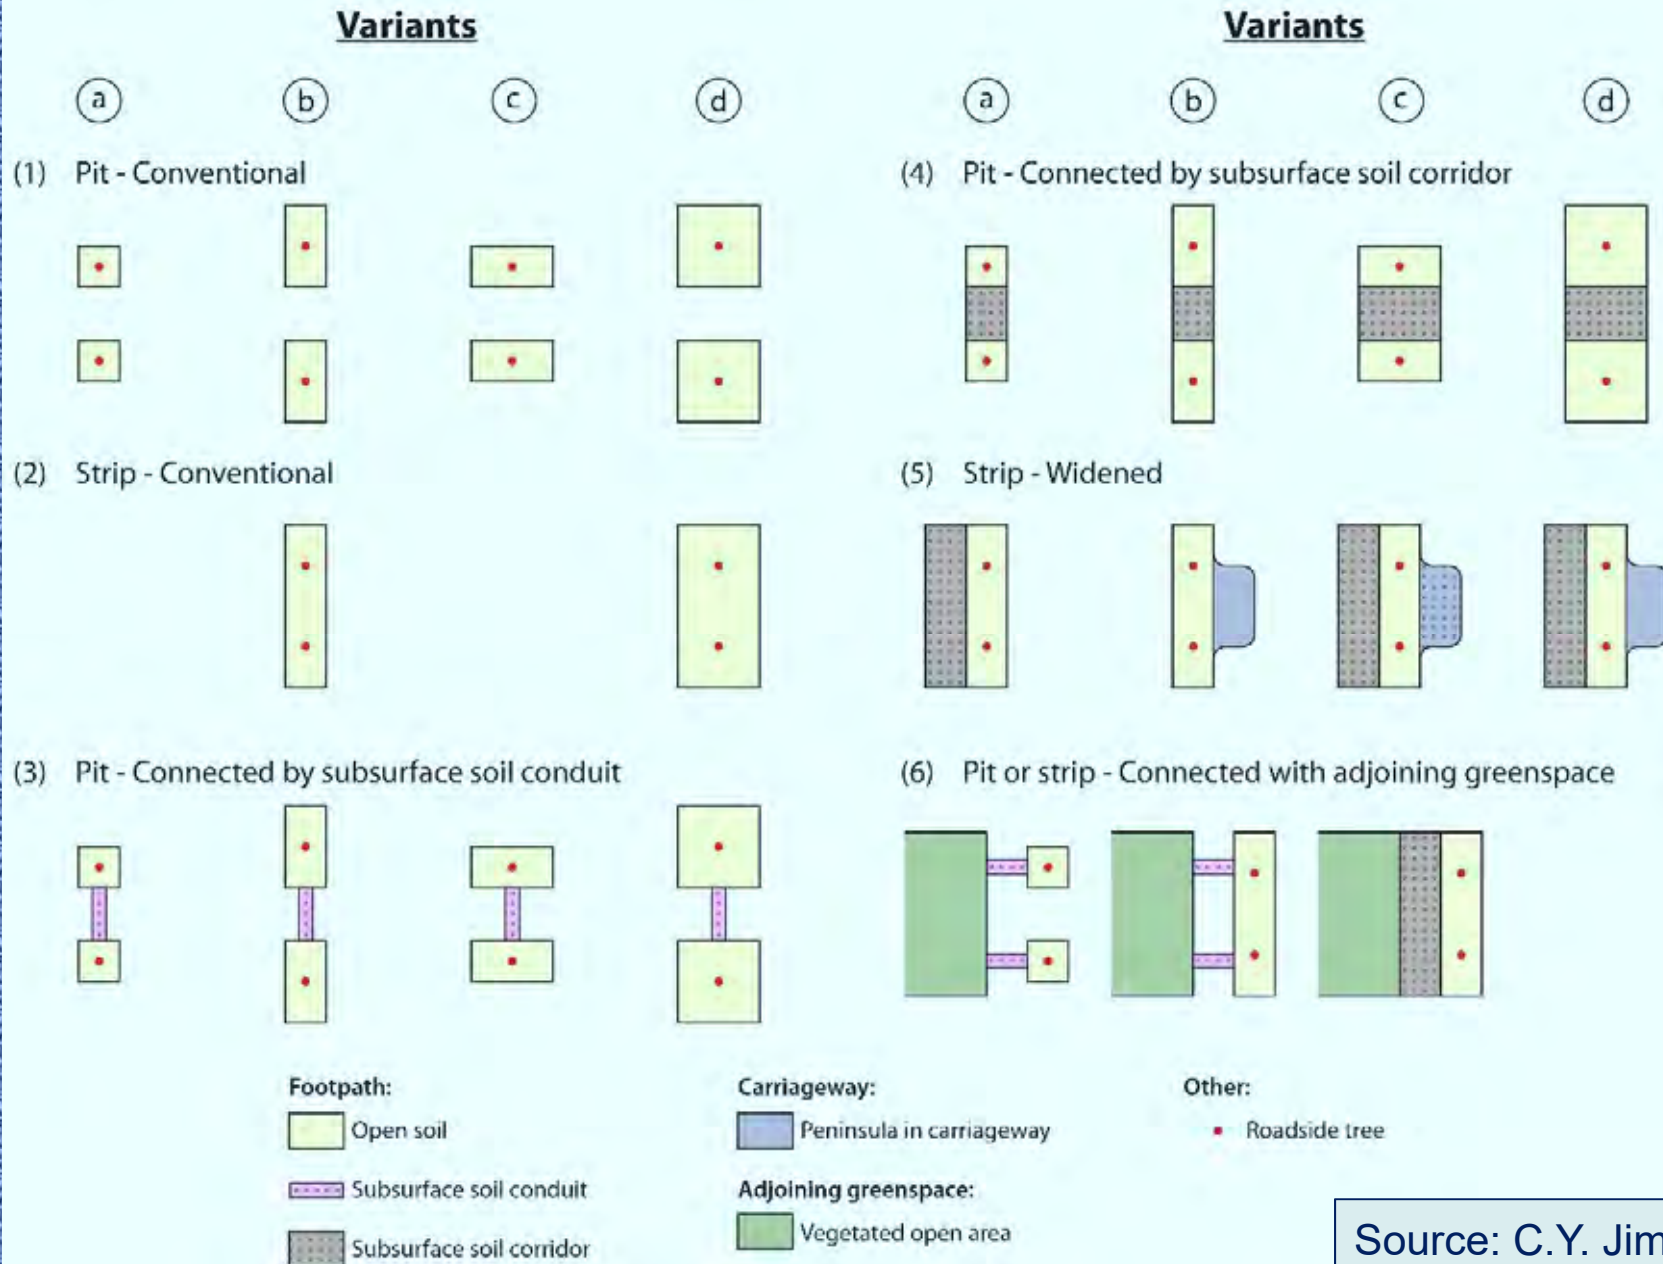 Variants
a b c d
(1) Pit - Conventional
(2) Strip - Conventional
(3) Pit - Connected by subsurface soil conduit
Variants
a b c d
(4) Pit - Connected by subsurface soil corridor
(5) Strip - Widened
(6) Pit or strip - Connected with adjoining greenspace
Footpath:
Open soil
Subsurface soil conduit
Subsurface soil corridor
Carriageway:
Peninsula in carriageway
Adjoining greenspace:
Vegetated open area
Other:
Roadside tree
Source: C.Y. Jim